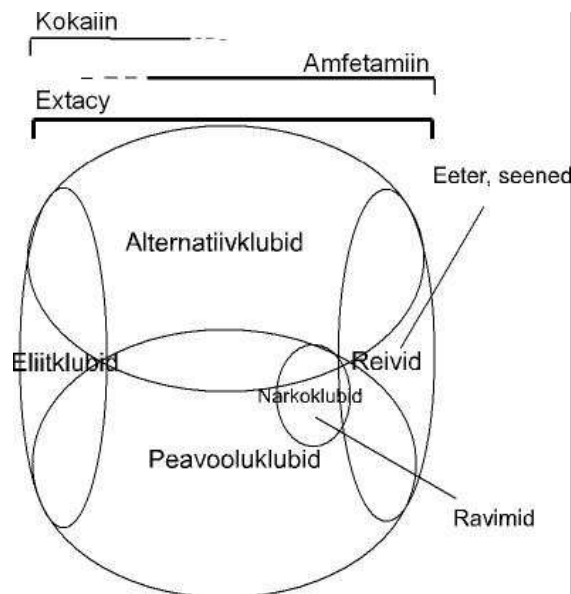 Kokaiin
Amfetamiin
Extacy
Eeter, seened
Alternatiivklubid
Eliitklubid
Reivid
Narkoklubid
Peavooluklubid
Ravimid